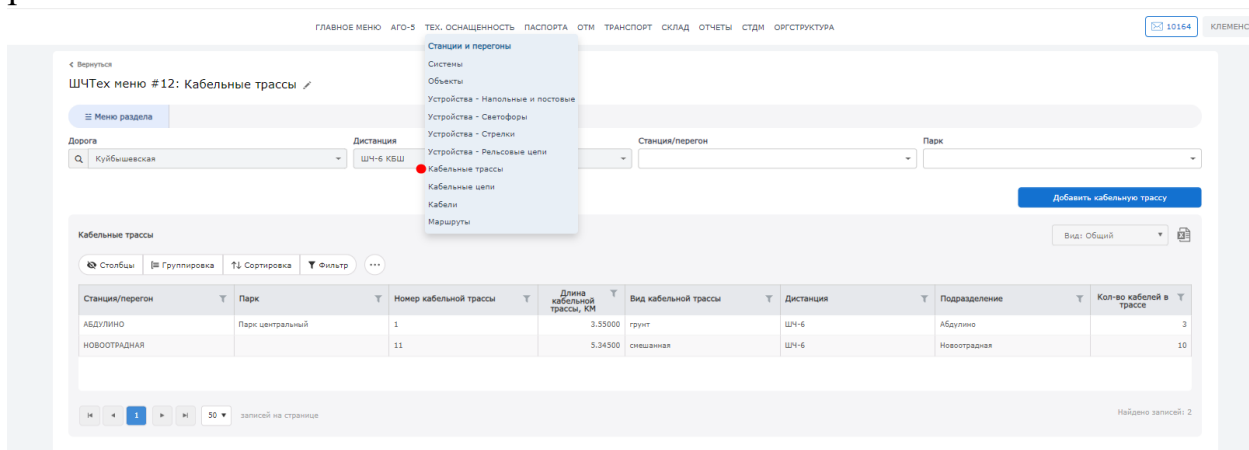 ГЛАВНОЕ МЕНЮ АГО-5 ТЕХ. ОСНАЩЕННОСТЬ ПАСПОРТА ОТМ ТРАНСПОРТ СКЛАД ОТЧЕТЫ СТДМ ОРГСТРУКТУРА 10164 КЛЕМЕНС
Станции и перегоны
Системы
Объекты
Устройства - Напольные и постовые
Устройства - Светофоры
Устройства - Стрелки
Устройства - Рельсовые цепи
Кабельные трассы
Кабельные цепи
Кабели
Маршруты
Вернуться
ШЧТех меню #12: Кабельные трассы
Меню раздела
Дорога Дистанция Станция/перегон Парк
Куйбышевская ШЧ-6 КБШ
Добавить кабельную трассу
Кабельные трассы Вид: Общий
Столбцы Группировка Сортировка Фильтр ...
Станция/перегон Парк Номер кабельной трассы Длина кабельной трассы, КМ Вид кабельной трассы Дистанция Подразделение Кол-во кабелей в трассе
АБДУЛИНО Парк центральный 1 3.55000 грунт ШЧ-6 Абдулино 3
НОВООТРАДНАЯ 11 5.34500 смешанная ШЧ-6 Новоотрадная 10
1 50 записей на странице Найдено записей: 2